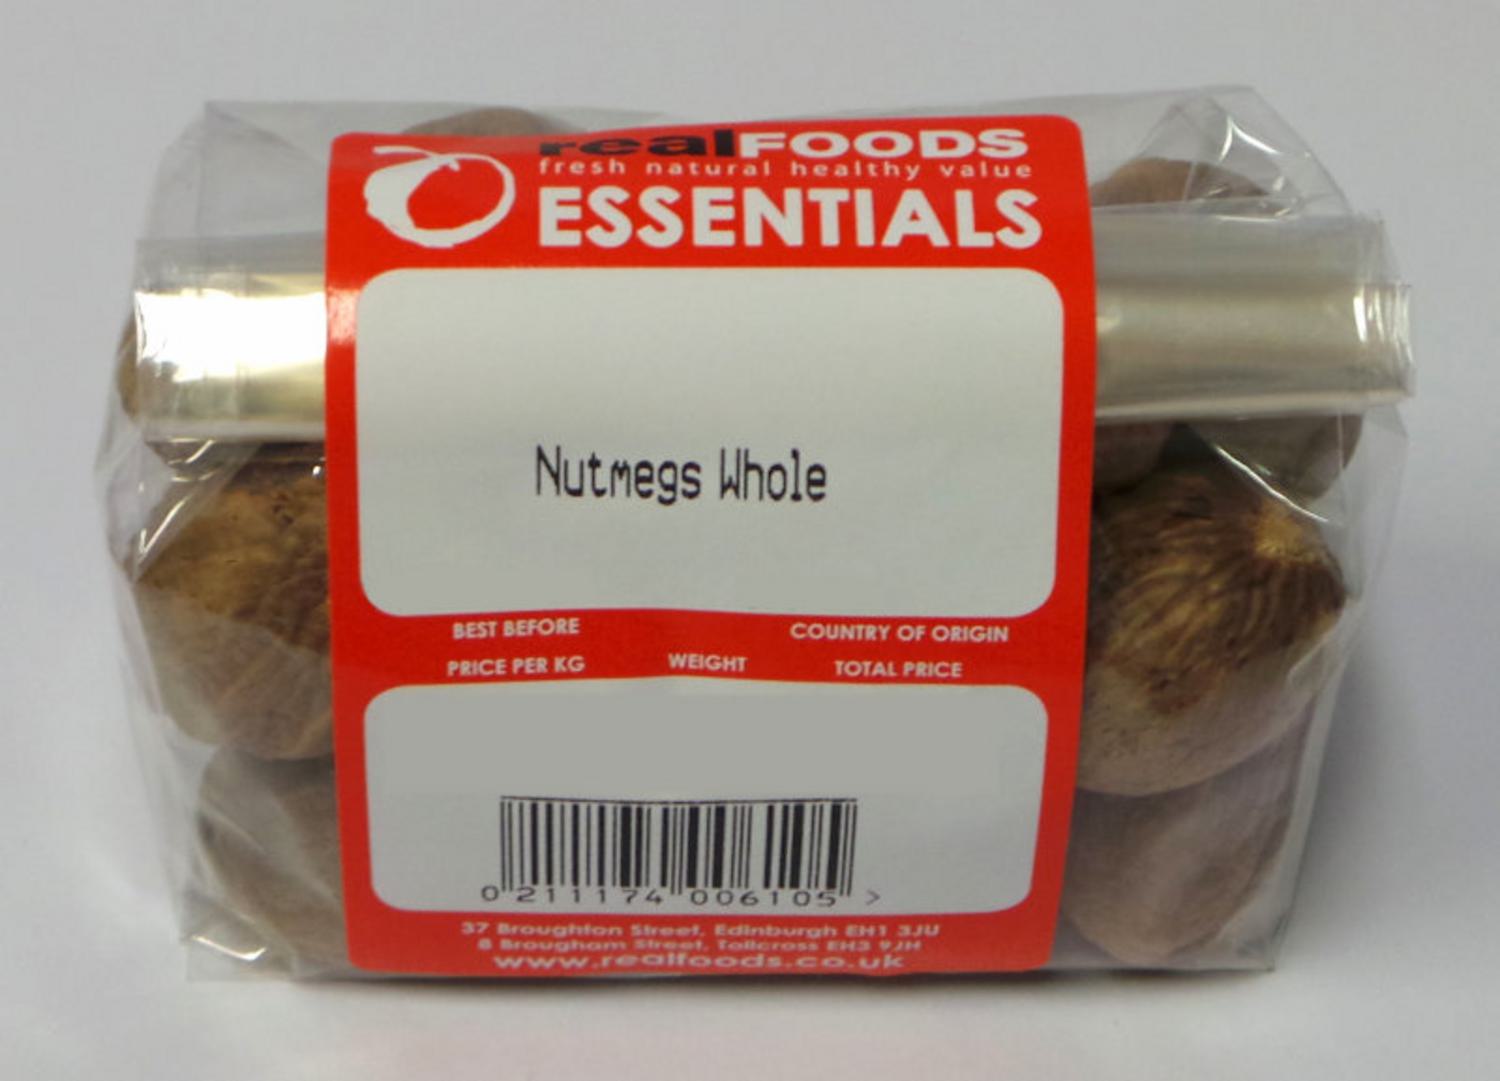 realFOODS
fresh natural healthy value
ESSENTIALS
Nutmegs Whole
BEST BEFORE COUNTRY OF ORIGIN
PRICE PER KG WEIGHT TOTAL PRICE
0 211174 006105 >
37 Broughton Street, Edinburgh EH1 3JU
8 Brougham Street, Tollcross EH3 9JH
www.realfoods.co.uk